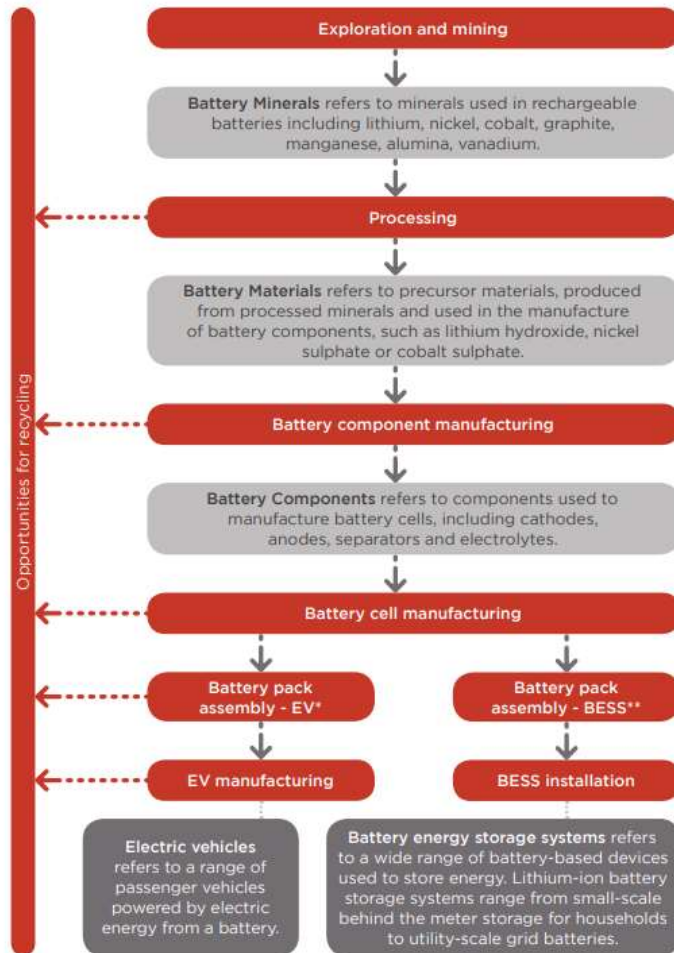 Exploration and mining
Battery Minerals refers to minerals used in rechargeable
batteries including lithium, nickel, cobalt, graphite,
manganese, alumina, vanadium.
Processing
Battery Materials refers to precursor materials, produced
from processed minerals and used in the manufacture
of battery components, such as lithium hydroxide, nickel
sulphate or cobalt sulphate.
Opportunities for recycling
Battery component manufacturing
Battery Components refers to components used to
manufacture battery cells, including cathodes,
anodes, separators and electrolytes.
Battery cell manufacturing
Battery pack
assembly - EV*
Battery pack
assembly - BESS**
EV manufacturing
BESS installation
Electric vehicles
refers to a range of
passenger vehicles
powered by electric
energy from a battery.
Battery energy storage systems refers
to a wide range of battery-based devices
used to store energy. Lithium-ion battery
storage systems range from small-scale
behind the meter storage for households
to utility-scale grid batteries.